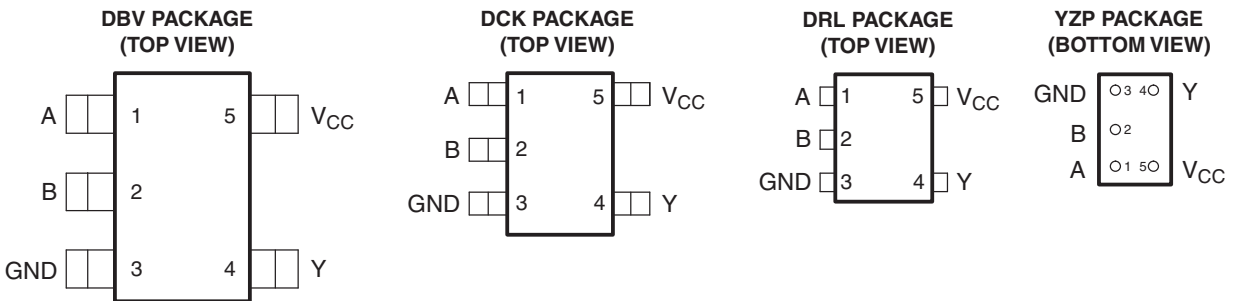 DBV PACKAGE
(TOP VIEW)
A 1 5 VCC
B 2
GND 3 4 Y
DCK PACKAGE
(TOP VIEW)
A 1 5 VCC
B 2
GND 3 4 Y
DRL PACKAGE
(TOP VIEW)
A 1 5 VCC
B 2
GND 3 4 Y
YZP PACKAGE
(BOTTOM VIEW)
GND 3 4 Y
B 2
A 1 5 VCC